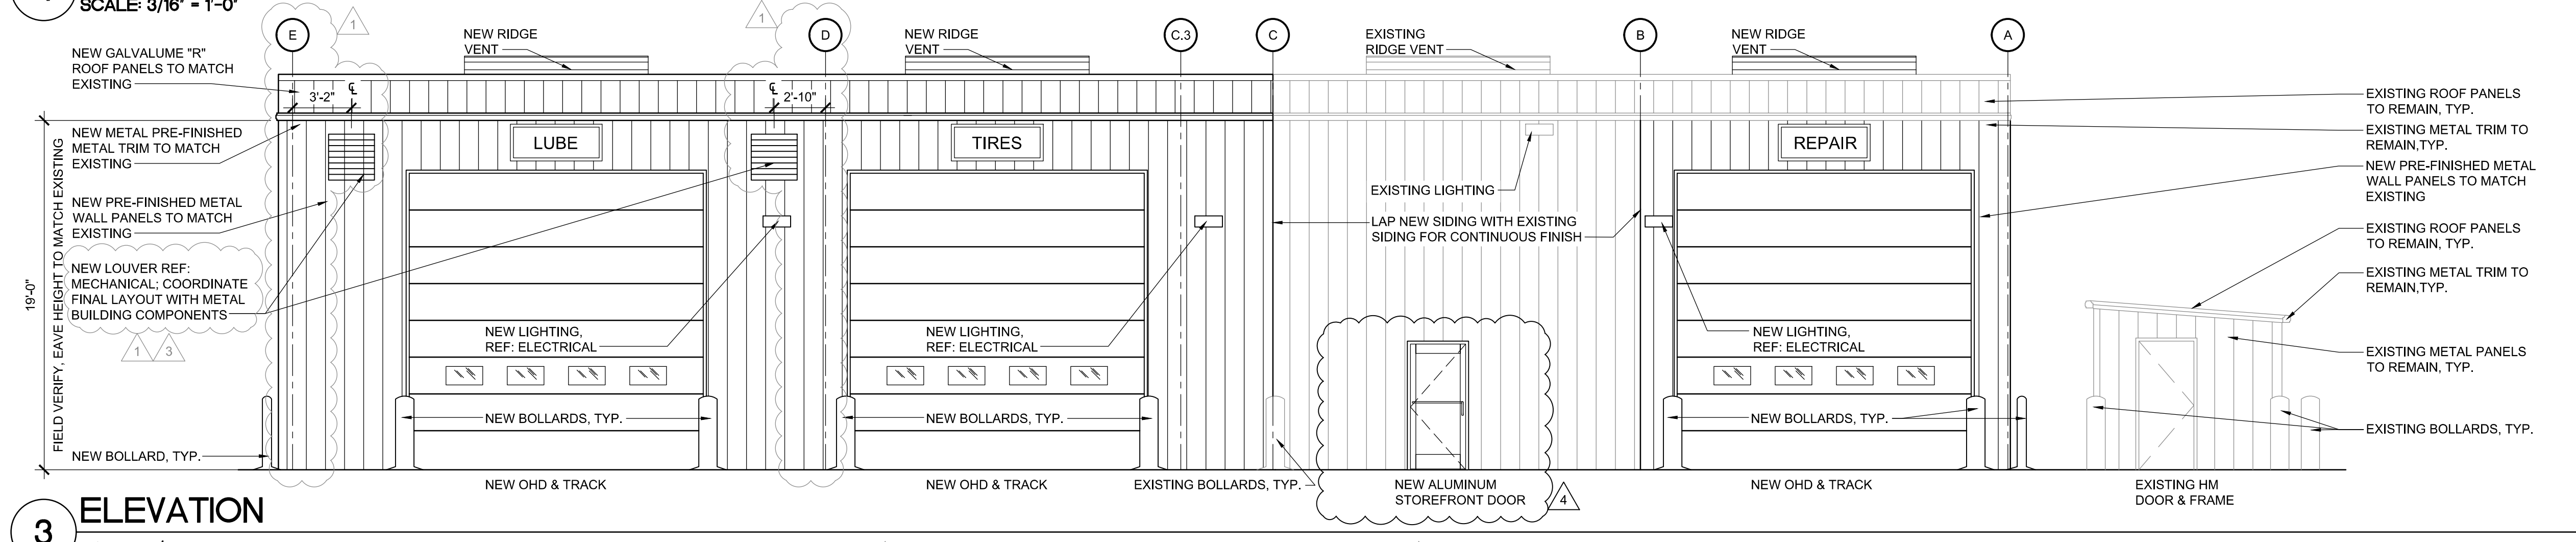 SCALE: 3/16" = 1'-0"
E
1
1
D
C.3
C
B
A
NEW RIDGE
VENT
NEW RIDGE
VENT
EXISTING
RIDGE VENT
NEW RIDGE
VENT
NEW GALVALUME "R"
ROOF PANELS TO MATCH
EXISTING
3'-2"
2'-10"
NEW METAL PRE-FINISHED
METAL TRIM TO MATCH
EXISTING
NEW PRE-FINISHED METAL
WALL PANELS TO MATCH
EXISTING
NEW LOUVER REF:
MECHANICAL; COORDINATE
FINAL LAYOUT WITH METAL
BUILDING COMPONENTS
1
3
19'-0"
FIELD VERIFY, EAVE HEIGHT TO MATCH EXISTING
NEW BOLLARD, TYP.
LUBE
TIRES
REPAIR
EXISTING LIGHTING
LAP NEW SIDING WITH EXISTING
SIDING FOR CONTINUOUS FINISH
NEW LIGHTING,
REF: ELECTRICAL
NEW LIGHTING,
REF: ELECTRICAL
NEW LIGHTING,
REF: ELECTRICAL
NEW BOLLARDS, TYP.
NEW BOLLARDS, TYP.
NEW BOLLARDS, TYP.
EXISTING ROOF PANELS
TO REMAIN, TYP.
EXISTING METAL TRIM TO
REMAIN,TYP.
NEW PRE-FINISHED METAL
WALL PANELS TO MATCH
EXISTING
EXISTING ROOF PANELS
TO REMAIN, TYP.
EXISTING METAL TRIM TO
REMAIN,TYP.
EXISTING METAL PANELS
TO REMAIN, TYP.
EXISTING BOLLARDS, TYP.
NEW OHD & TRACK
NEW OHD & TRACK
EXISTING BOLLARDS, TYP.
NEW ALUMINUM
STOREFRONT DOOR
4
NEW OHD & TRACK
EXISTING HM
DOOR & FRAME
3
ELEVATION